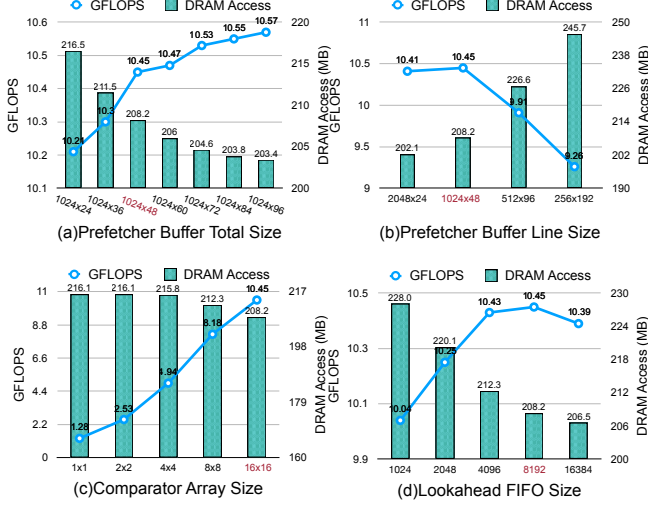 GFLOPS DRAM Access
10.6 220
216.5 10.45 10.47 10.53 10.55 10.57
10.5 215
211.5
10.4 210
208.2
10.3 10.3 206 205
10.21 204.6 203.8 203.4
10.2
10.1 200
GFLOPS
DRAM Access (MB)
1024x24 1024x36 1024x48 1024x60 1024x72 1024x84 1024x96
(a)Prefetcher Buffer Total Size
GFLOPS DRAM Access
11 250
245.7
10.41 10.45
10.5 238
226.6 226
10 9.91
214
202.1 208.2
9.5 9.26 202
9 190
GFLOPS
DRAM Access (MB)
2048x24 1024x48 512x96 256x192
(b)Prefetcher Buffer Line Size
GFLOPS DRAM Access
11 216.1 216.1 215.8 10.45 217
212.3
208.2
8.8 8.18
198
6.6
4.94
4.4 179
2.53
2.2 1.28
0 160
GFLOPS
DRAM Access (MB)
1x1 2x2 4x4 8x8 16x16
(c)Comparator Array Size
GFLOPS DRAM Access
10.5 228.0 10.43 10.45 10.39 230
224
220.1
10.3 10.25 218
212.3 212
10.1 10.04 208.2
206.5 206
9.9 200
GFLOPS
DRAM Access (MB)
1024 2048 4096 8192 16384
(d)Lookahead FIFO Size